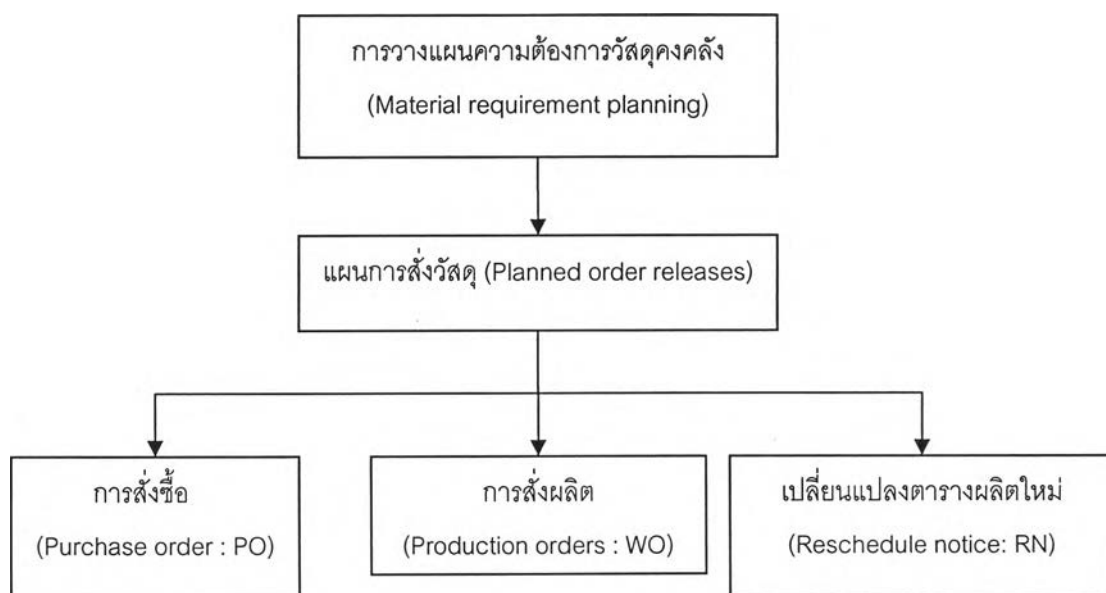 การวางแผนความต้องการวัสดุคงคลัง
(Material requirement planning)
แผนการสั่งวัสดุ (Planned order releases)
การสั่งซื้อ
(Purchase order : PO)
การสั่งผลิต
(Production orders : WO)
เปลี่ยนแปลงตารางผลิตใหม่
(Reschedule notice: RN)